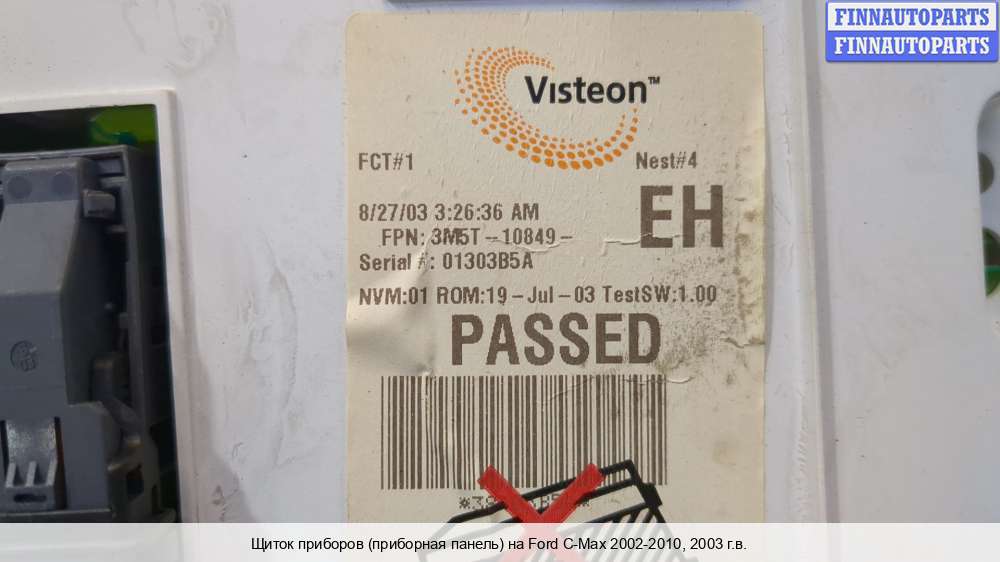 FINNAUTOPARTS
FINNAUTOPARTS
Visteon™
FCT#1 Nest#4
8/27/03 3:26:36 AM
EH
FPN: 3M5T-10849-
Serial #: 01303B5A
NVM:01 ROM:19-Jul-03 TestSW:1.00
PASSED
Щиток приборов (приборная панель) на Ford C-Max 2002-2010, 2003 г.в.